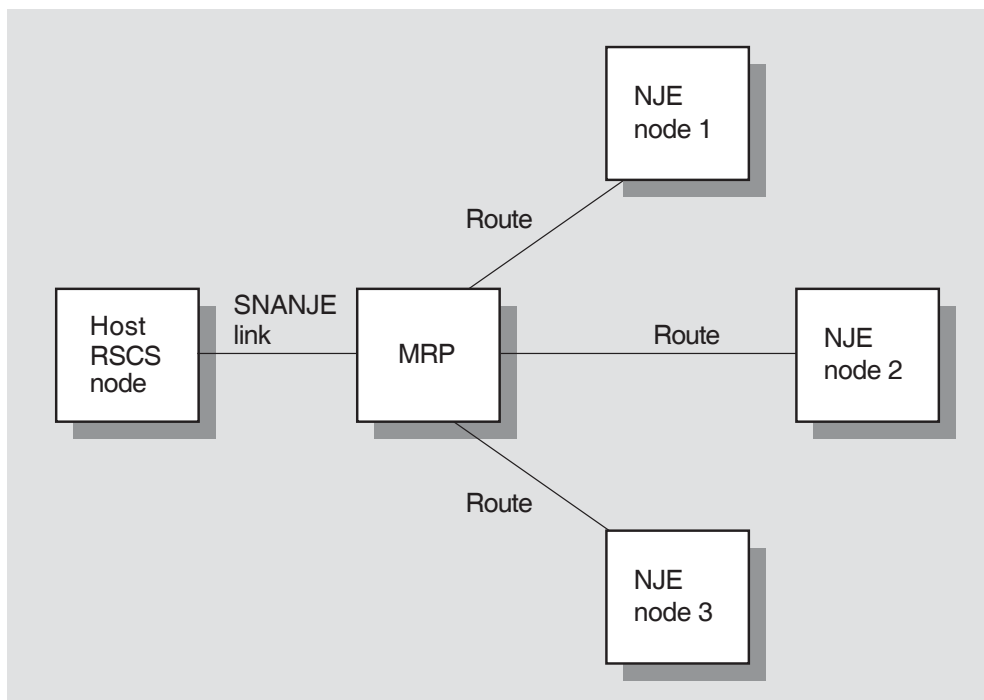 NJE
node 1
Route
SNANJE
link
Host
RSCS
node
MRP
Route
NJE
node 2
Route
NJE
node 3